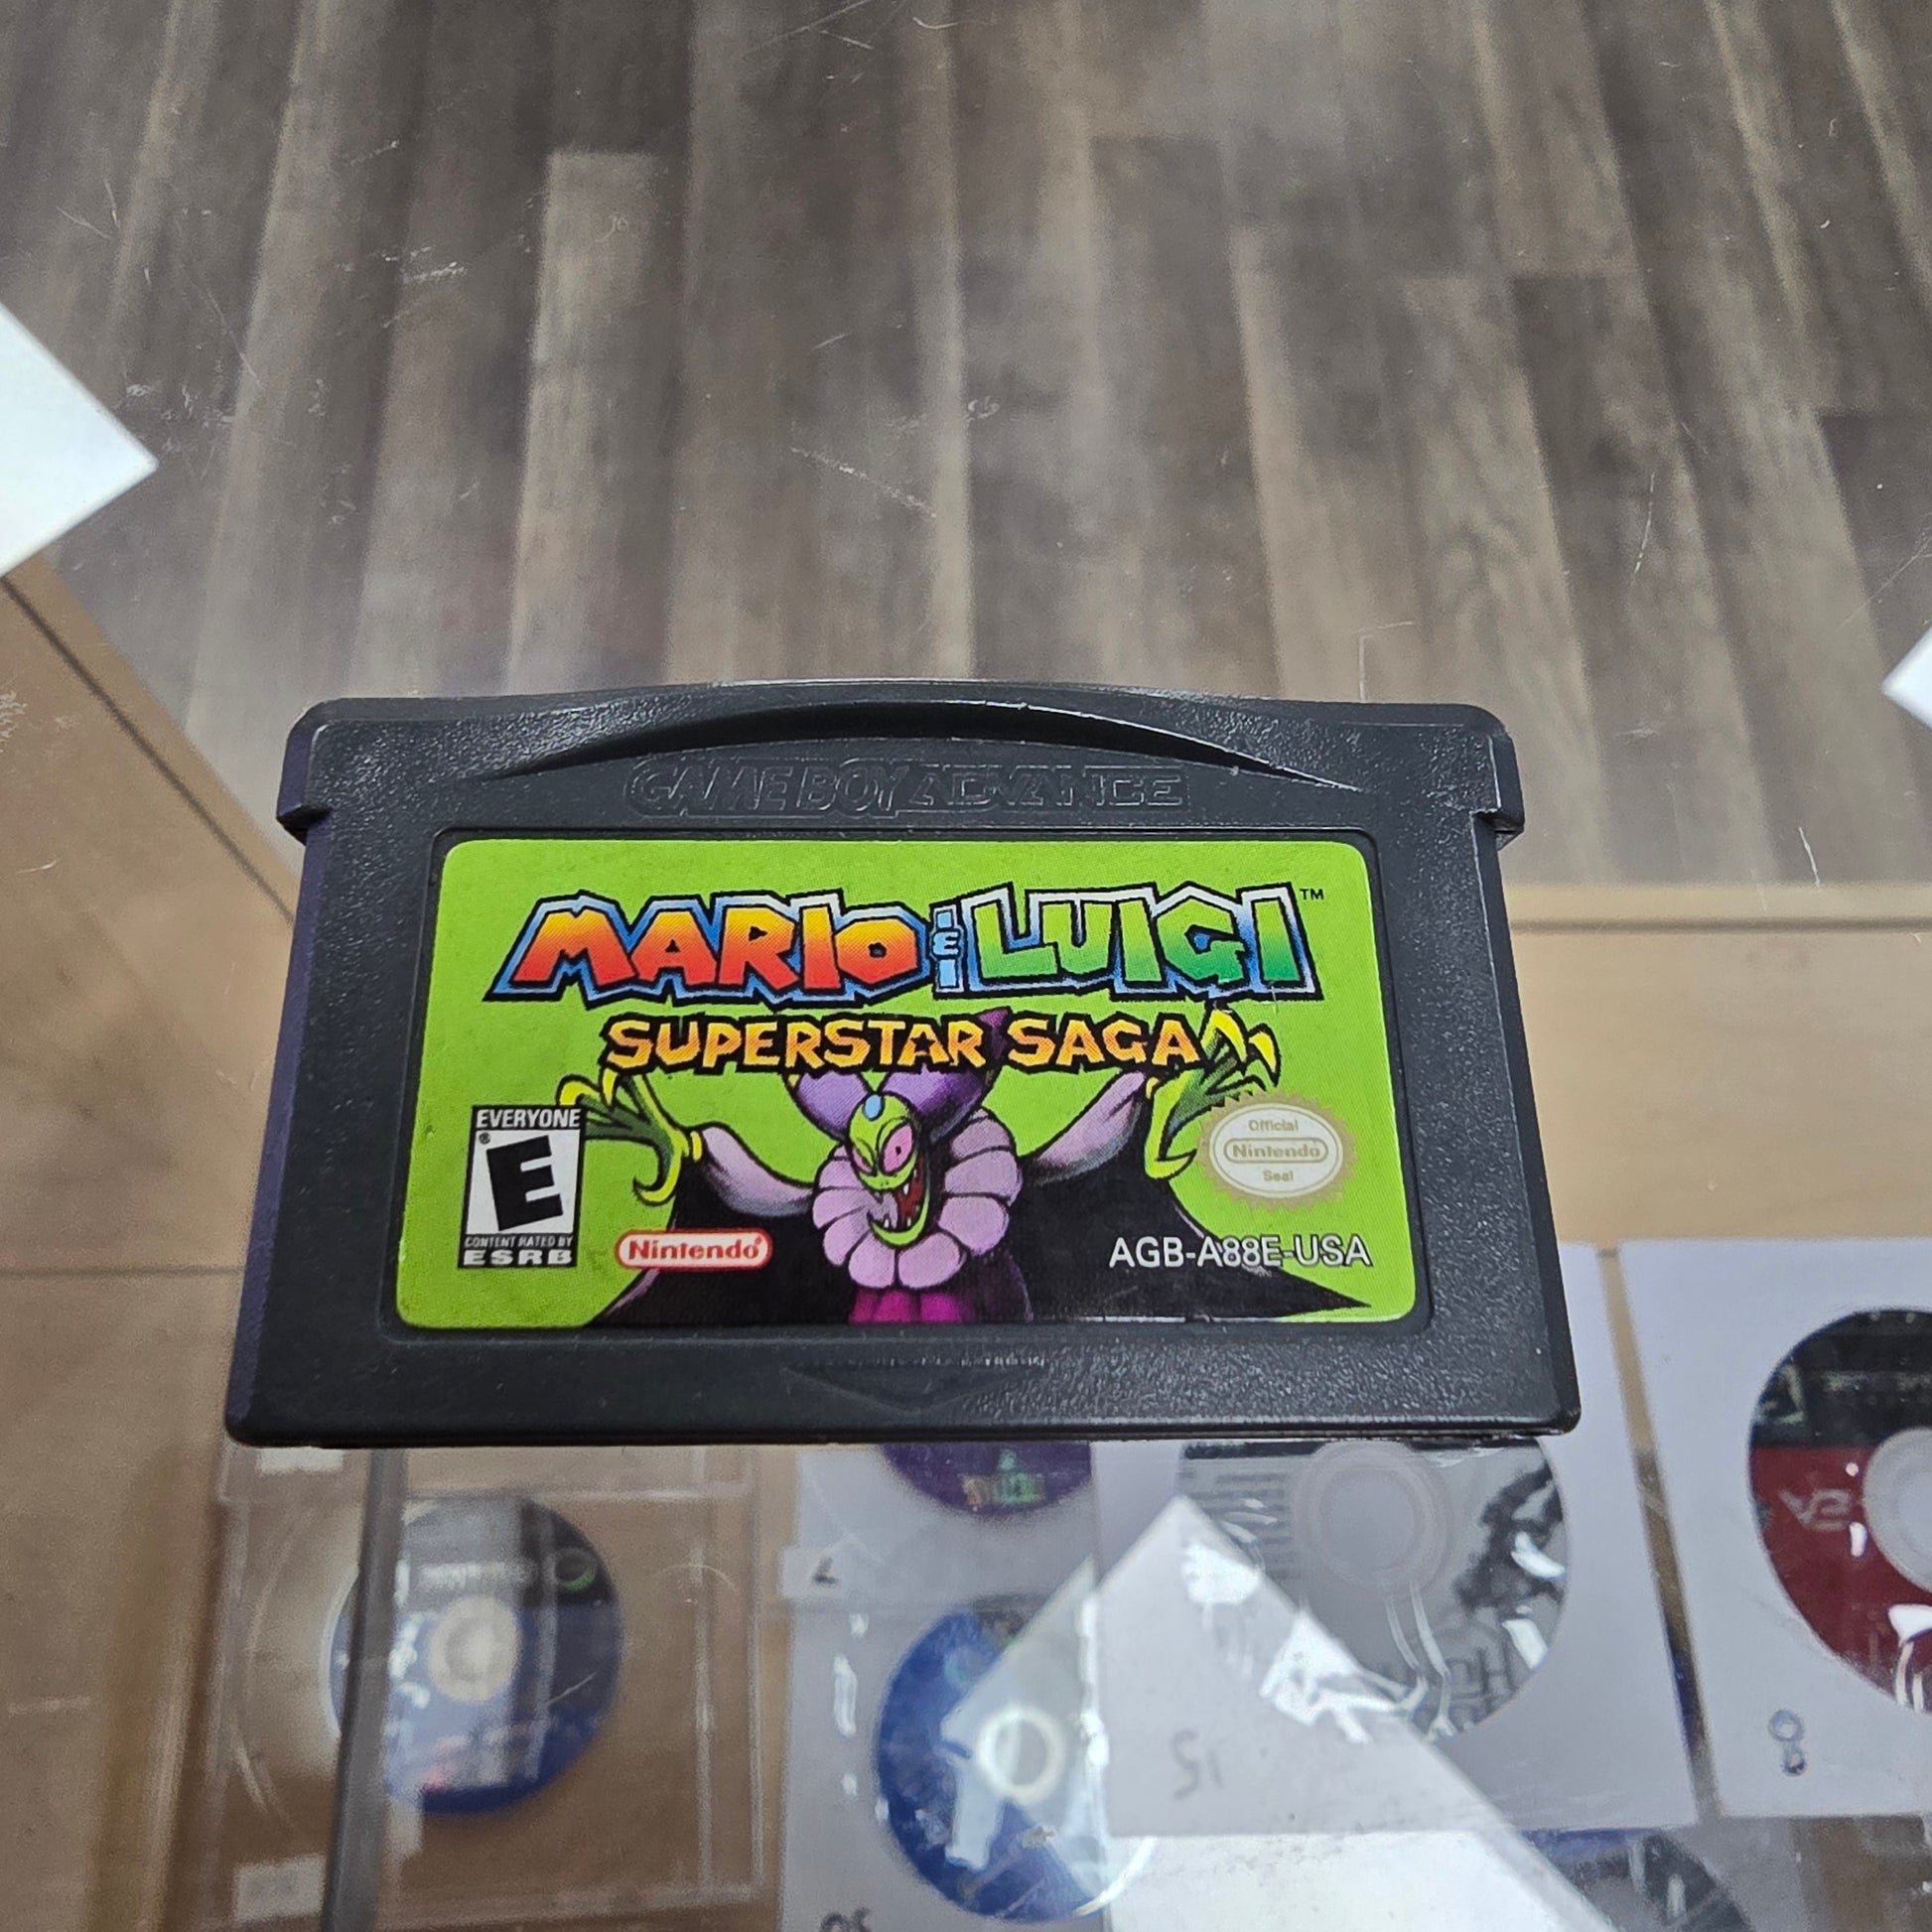 GAME BOY ADVANCE
MARIO & LUIGI™
SUPERSTAR SAGA
EVERYONE
®
E
CONTENT RATED BY
ESRB
Nintendo®
Official
Nintendo
Seal
AGB-A88E-USA